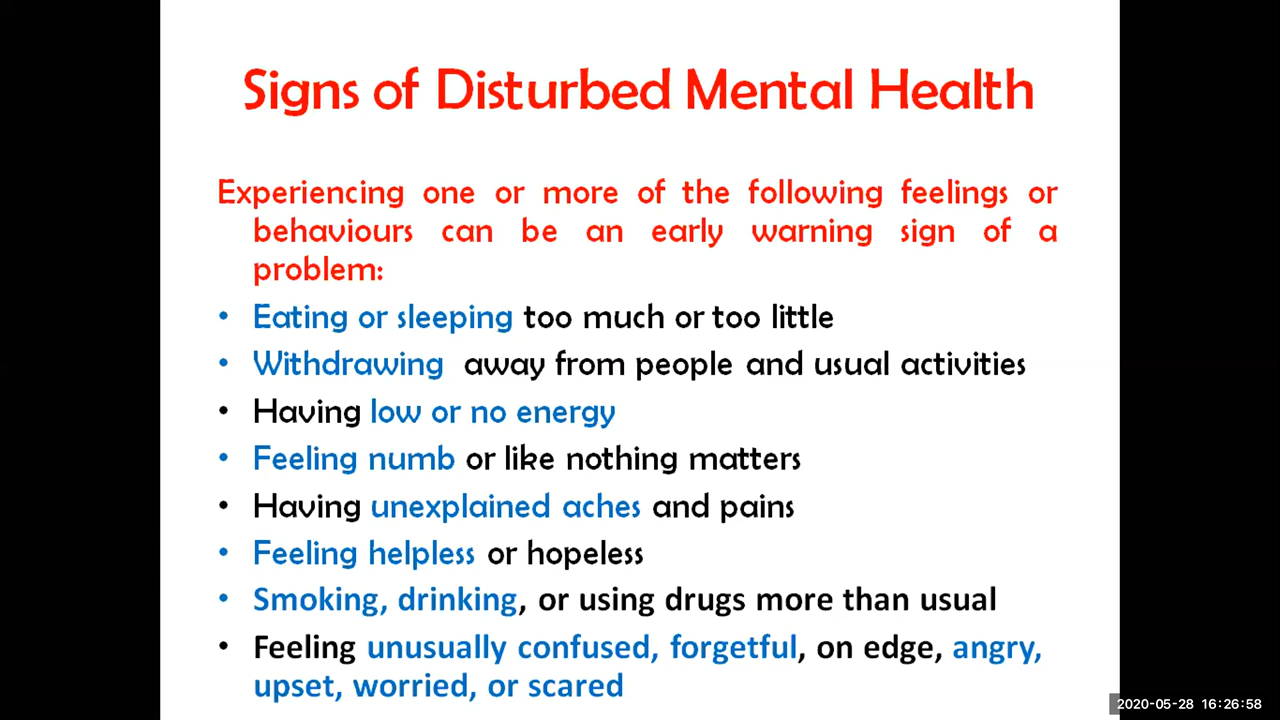 Signs of Disturbed Mental Health
Experiencing one or more of the following feelings or
behaviours can be an early warning sign of a
problem:
• Eating or sleeping too much or too little
• Withdrawing away from people and usual activities
• Having low or no energy
• Feeling numb or like nothing matters
• Having unexplained aches and pains
• Feeling helpless or hopeless
• Smoking, drinking, or using drugs more than usual
• Feeling unusually confused, forgetful, on edge, angry,
upset, worried, or scared
2020-05-28 16:26:58